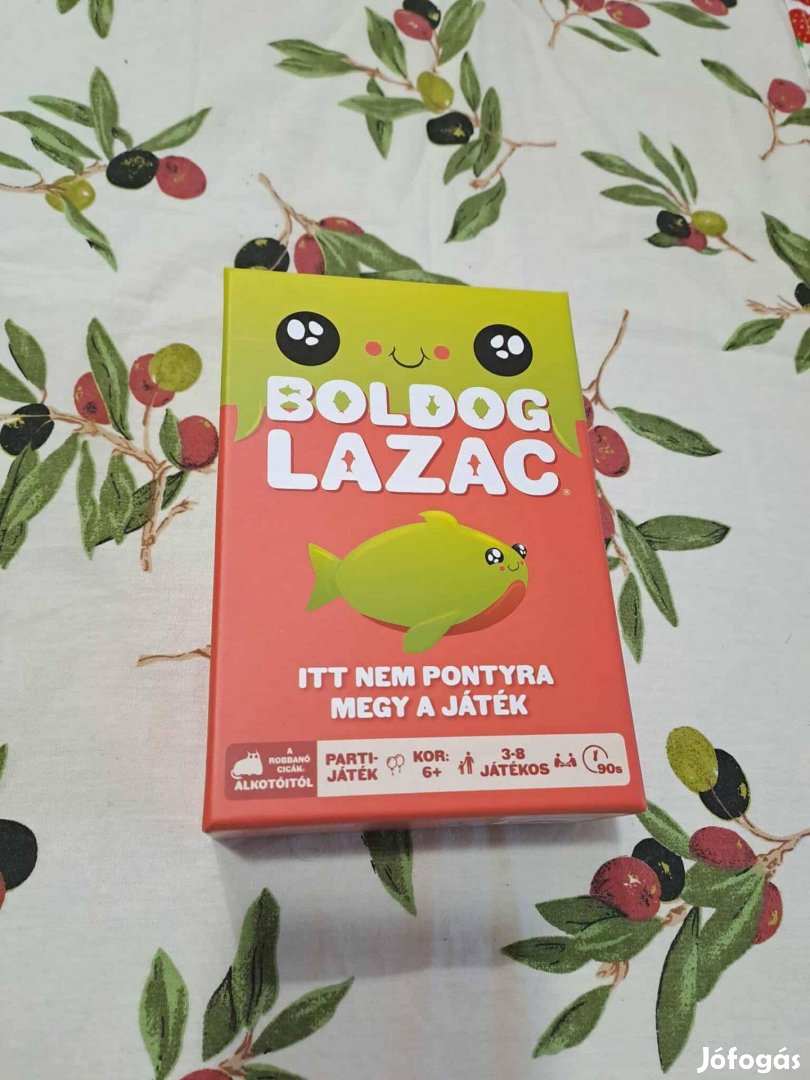 BOLDOG
LAZAC®
ITT NEM PONTYRA
MEGY A JÁTÉK
A
ROBBANÓ
CICÁK
ALKOTÓITÓL
PARTI-
JÁTÉK
KOR:
6+
3-8
JÁTÉKOS
90s
Jófogás